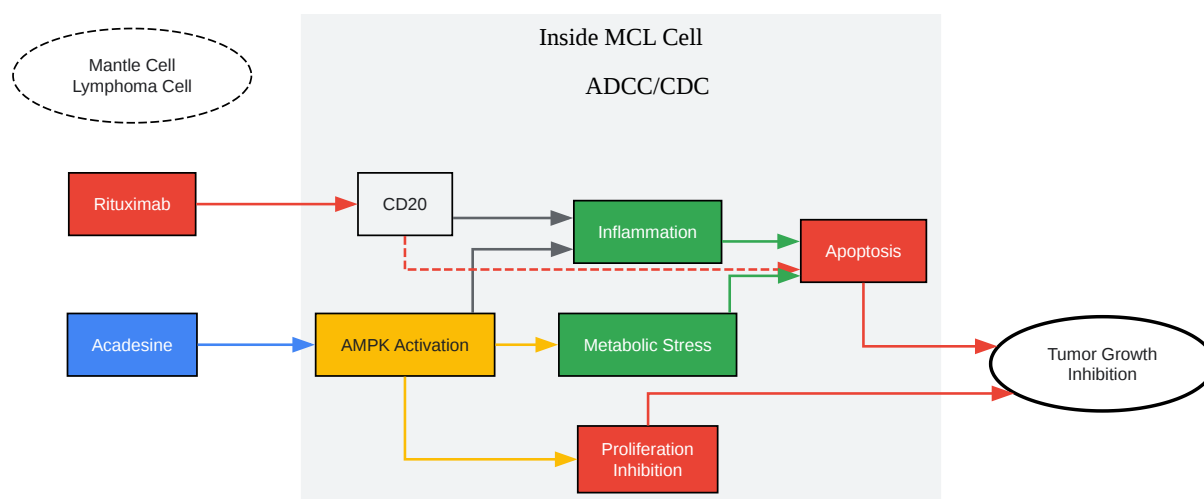 Inside MCL Cell
Mantle Cell
Lymphoma Cell
ADCC/CDC
Rituximab
CD20
Inflammation
Apoptosis
Acadesine
AMPK Activation
Metabolic Stress
Tumor Growth
Inhibition
Proliferation
Inhibition